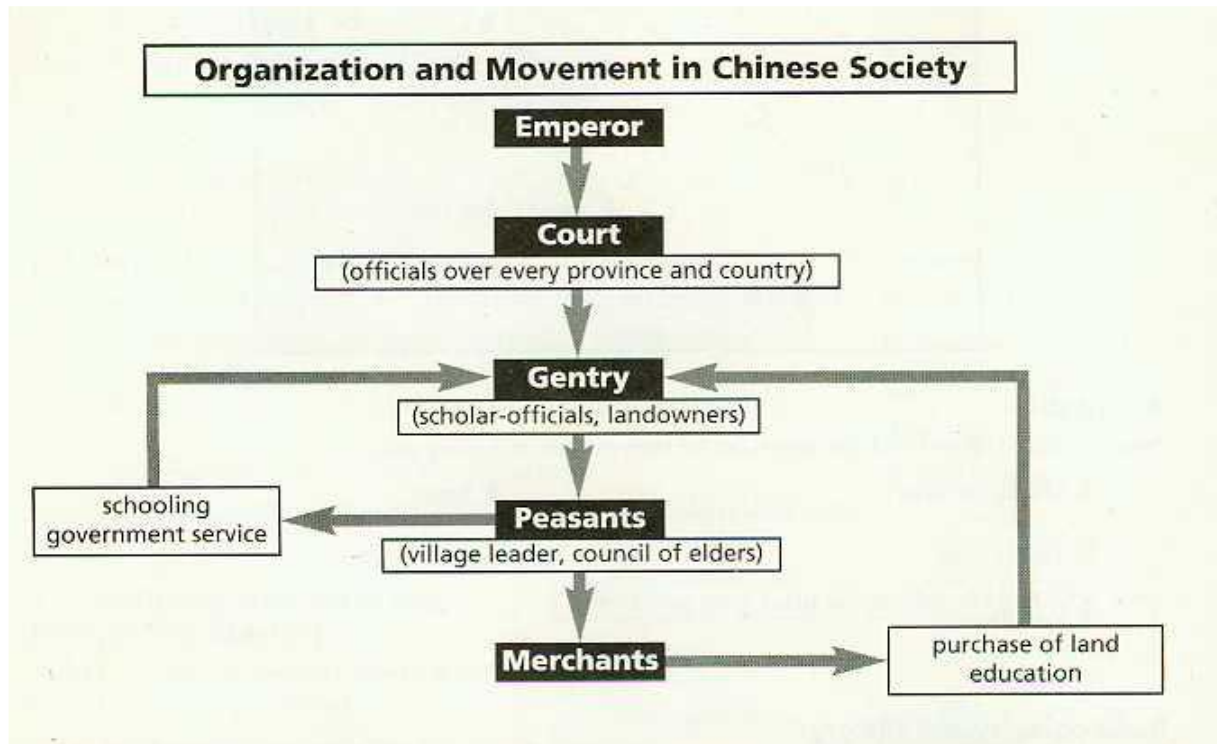 Organization and Movement in Chinese Society
Emperor
Court
(officials over every province and country)
Gentry
(scholar-officials, landowners)
schooling
government service
Peasants
(village leader, council of elders)
Merchants
purchase of land
education